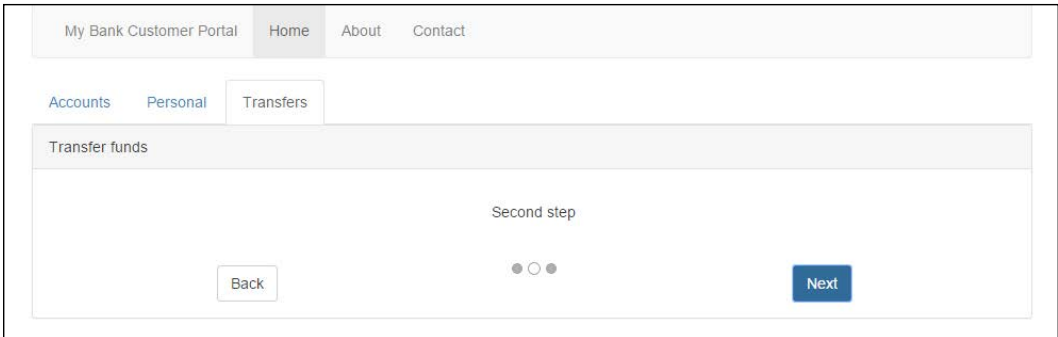 My Bank Customer Portal Home About Contact
Accounts Personal Transfers
Transfer funds
Second step
Back Next